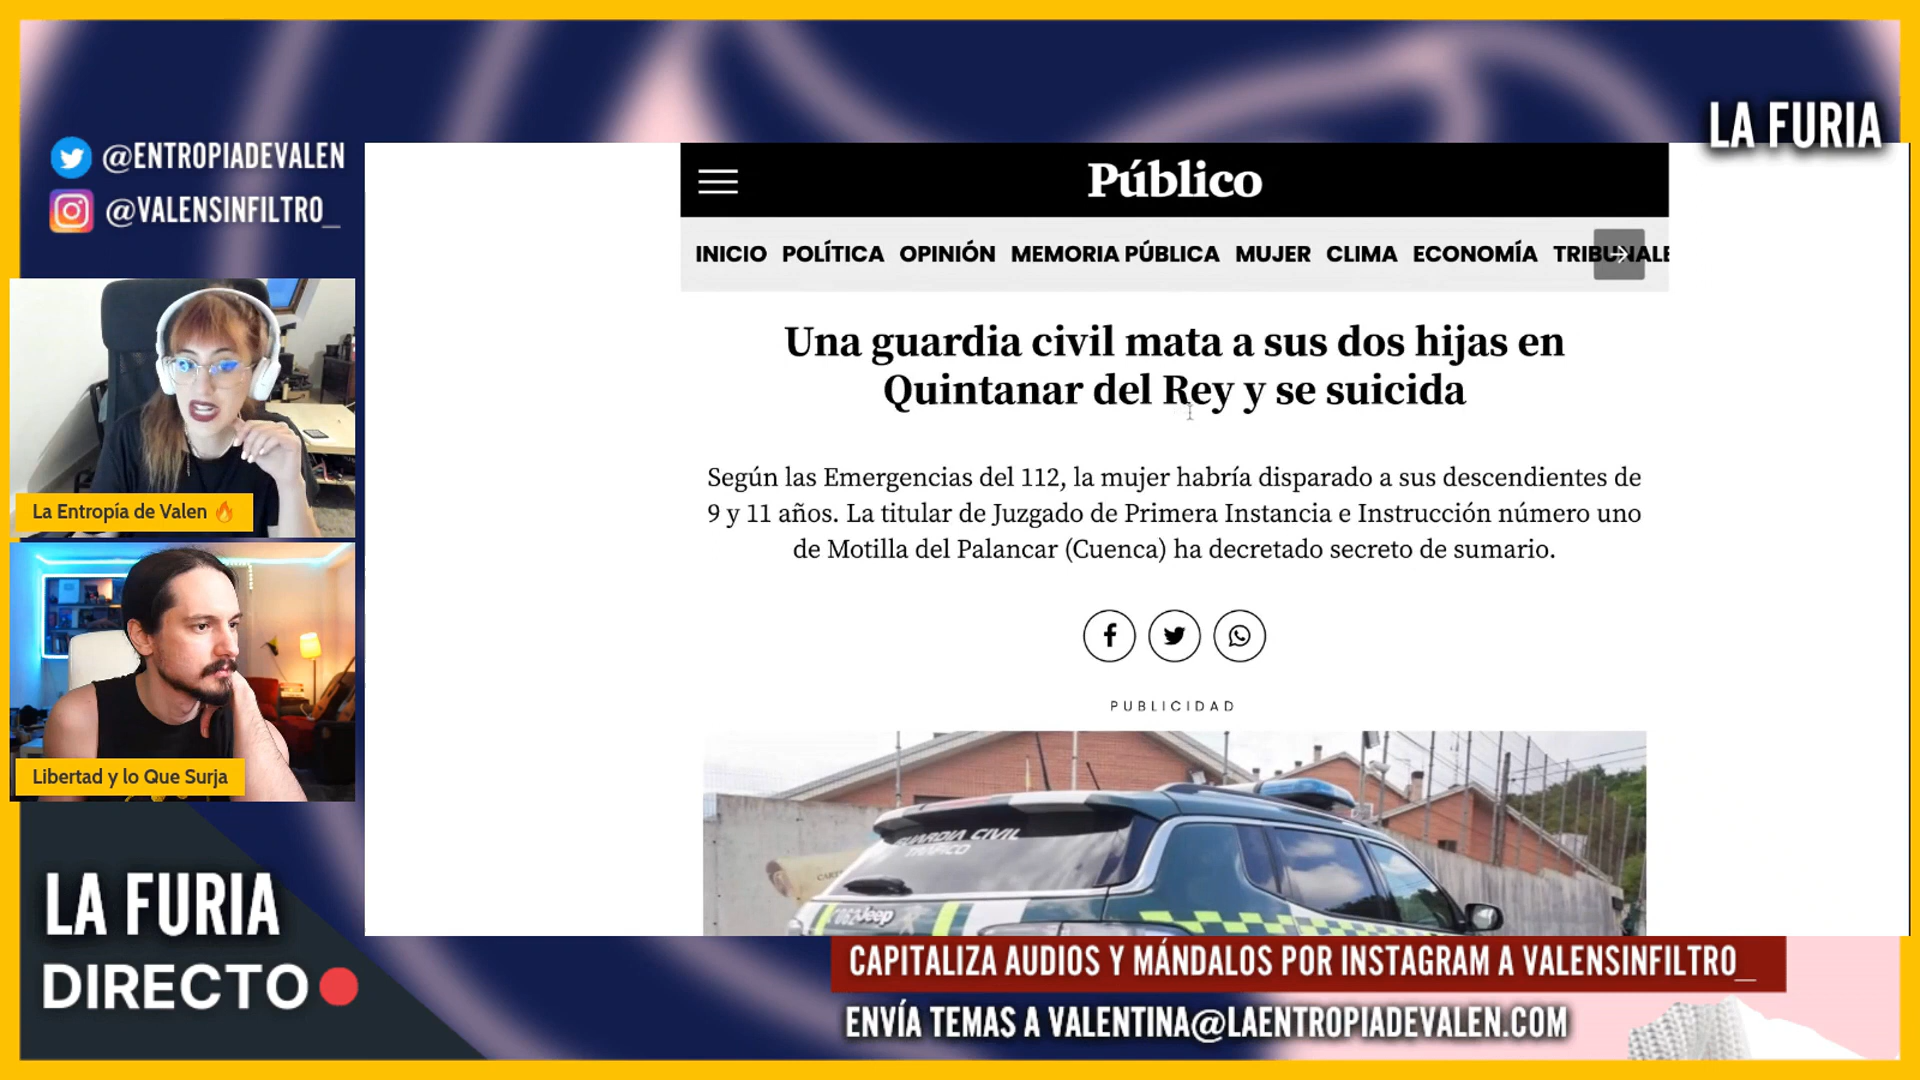 LA FURIA
@ENTROPIADEVALEN
@VALENSINFILTRO_
Público
INICIO POLÍTICA OPINIÓN MEMORIA PÚBLICA MUJER CLIMA ECONOMÍA TRIBUNALE
Una guardia civil mata a sus dos hijas en
Quintanar del Rey y se suicida
Según las Emergencias del 112, la mujer habría disparado a sus descendientes de
9 y 11 años. La titular de Juzgado de Primera Instancia e Instrucción número uno
de Motilla del Palancar (Cuenca) ha decretado secreto de sumario.
PUBLICIDAD
GUARDIA CIVIL
TRAFICO
062 Jeep
La Entropía de Valen 🔥
Libertad y lo Que Surja
LA FURIA
DIRECTO
CAPITALIZA AUDIOS Y MÁNDALOS POR INSTAGRAM A VALENSINFILTRO_
ENVÍA TEMAS A VALENTINA@LAENTROPIADEVALEN.COM